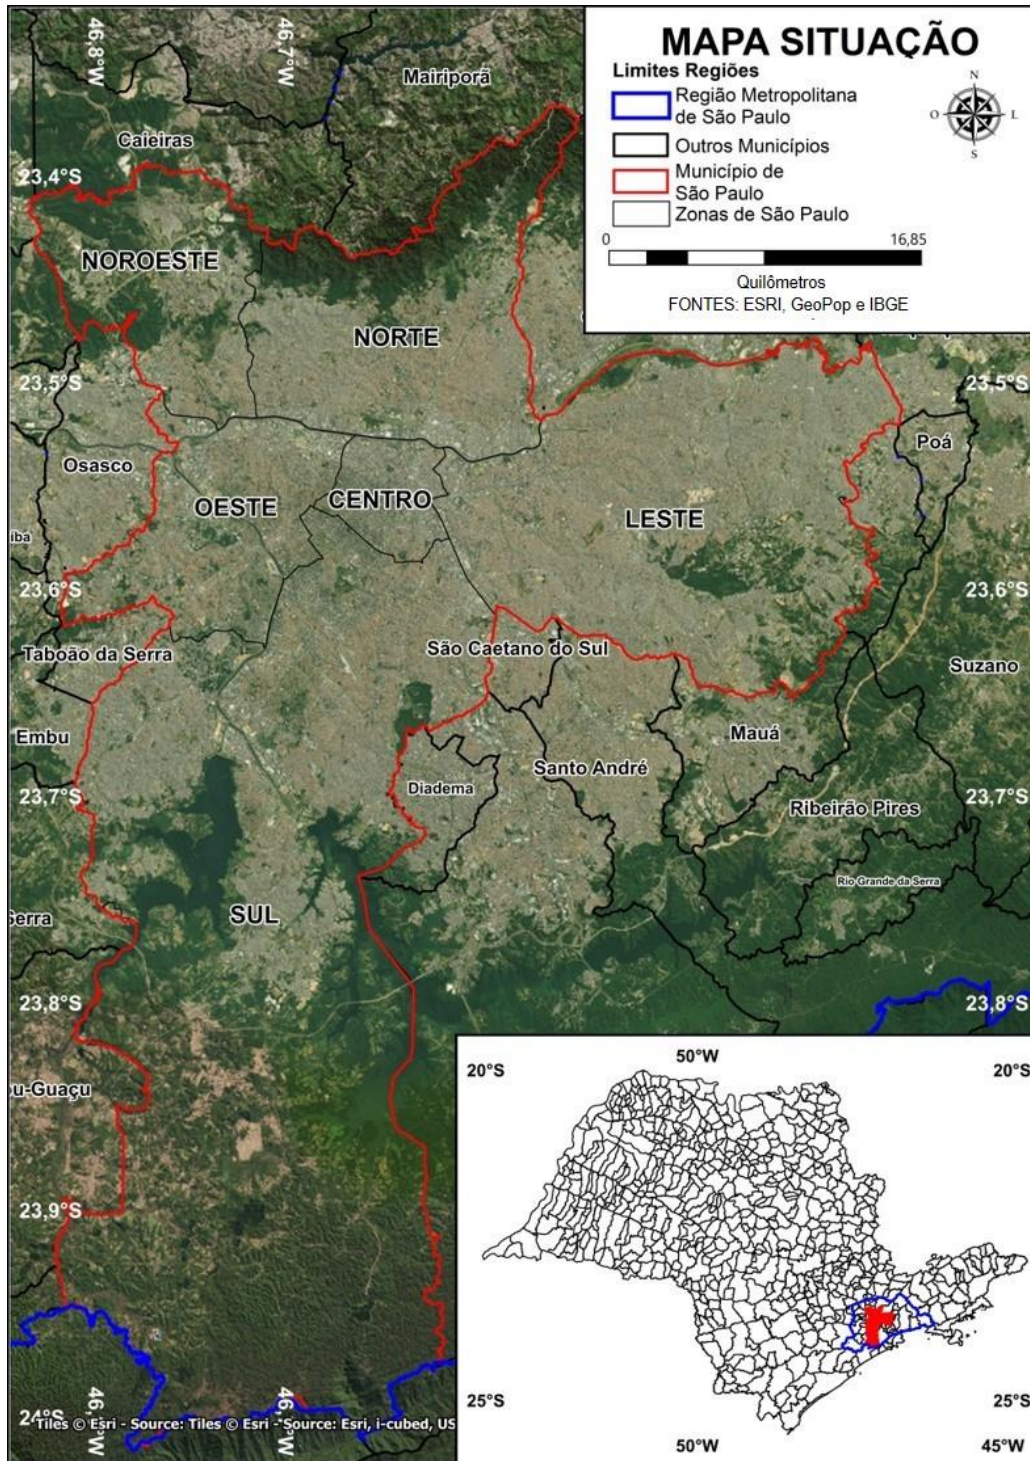 46.8°W
46.7°W
MAPA SITUAÇÃO
Limites Regiões
Região Metropolitana
de São Paulo
Outros Municípios
Município de
São Paulo
Zonas de São Paulo
N
O
L
S
0
16,85
Quilômetros
FONTES: ESRI, GeoPop e IBGE
Mairiporã
Caieiras
23,4°S
NOROESTE
NORTE
23,5°S
23,5°S
Poá
Osasco
OESTE
CENTRO
LESTE
23,6°S
23,6°S
Taboão da Serra
São Caetano do Sul
Suzano
Embu
Mauá
Santo André
Diadema
23,7°S
23,7°S
Ribeirão Pires
Rio Grande da Serra
SUL
Serra
23,8°S
23,8°S
u-Guaçu
23,9°S
24°S
46.
°W
46.
°W
Tiles © Esri - Source: Tiles © Esri - Source: Esri, i-cubed, US
50°W
20°S
20°S
25°S
25°S
50°W
45°W